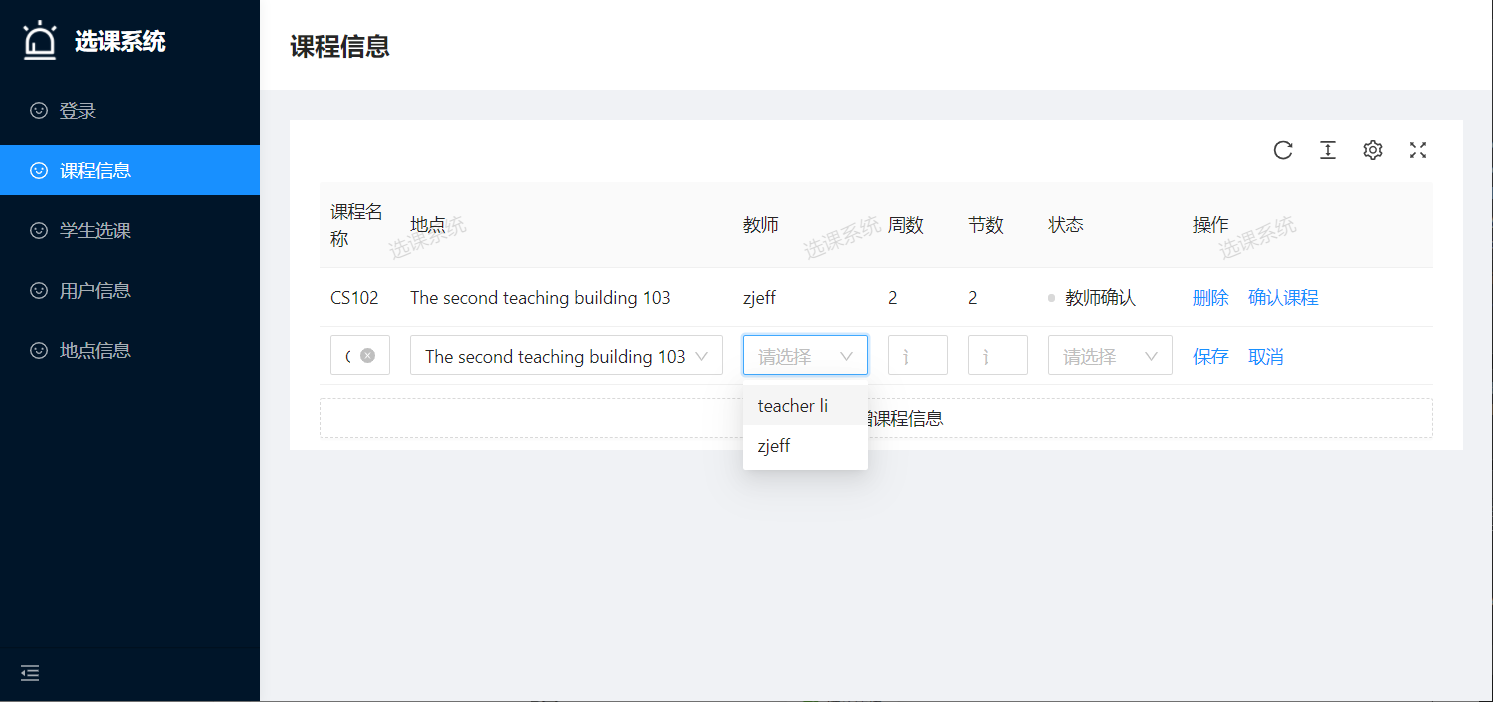 选课系统
课程信息
登录
课程信息
学生选课
用户信息
地点信息
课程名称
地点
教师
周数
节数
状态
操作
选课系统
选课系统
选课系统
CS102
The second teaching building 103
zjeff
2
2
教师确认
删除
确认课程
The second teaching building 103
请选择
请选择
保存
取消
teacher li
zjeff
课程信息